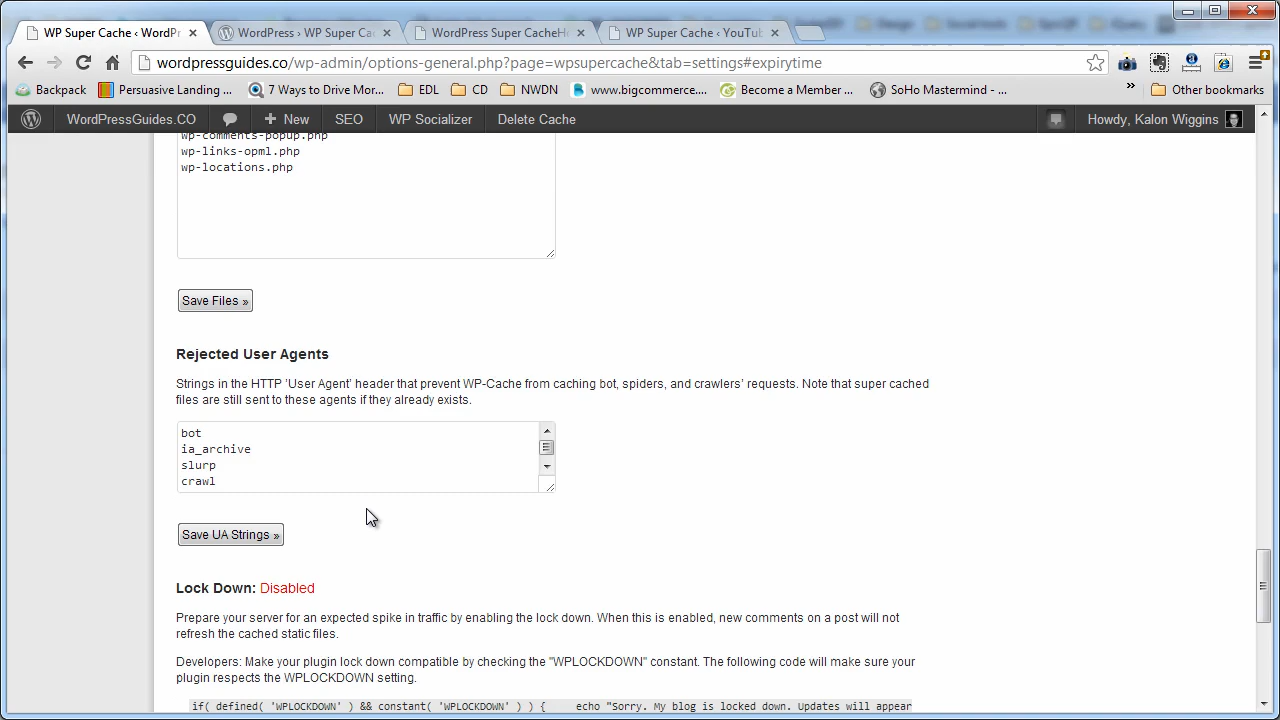 WP Super Cache ‹ WordPr
WordPress › WP Super Ca
WordPress Super CacheHe
WP Super Cache ‹ YouTub
wordpressguides.co/wp-admin/options-general.php?page=wpsupercache&tab=settings#expirytime
Backpack
Persuasive Landing ...
7 Ways to Drive Mor...
EDL
CD
NWDN
www.bigcommerce....
Become a Member ...
SoHo Mastermind - ...
»
Other bookmarks
WordPressGuides.CO
+ New
SEO
WP Socializer
Delete Cache
Howdy, Kalon Wiggins
wp-comments-popup.php
wp-links-opml.php
wp-locations.php
Save Files »
Rejected User Agents
Strings in the HTTP 'User Agent' header that prevent WP-Cache from caching bot, spiders, and crawlers' requests. Note that super cached
files are still sent to these agents if they already exists.
bot
ia_archive
slurp
crawl
Save UA Strings »
Lock Down: Disabled
Prepare your server for an expected spike in traffic by enabling the lock down. When this is enabled, new comments on a post will not
refresh the cached static files.
Developers: Make your plugin lock down compatible by checking the "WPLOCKDOWN" constant. The following code will make sure your
plugin respects the WPLOCKDOWN setting.
if( defined( 'WPLOCKDOWN' ) && constant( 'WPLOCKDOWN' ) ) { echo "Sorry. My blog is locked down. Updates will appear